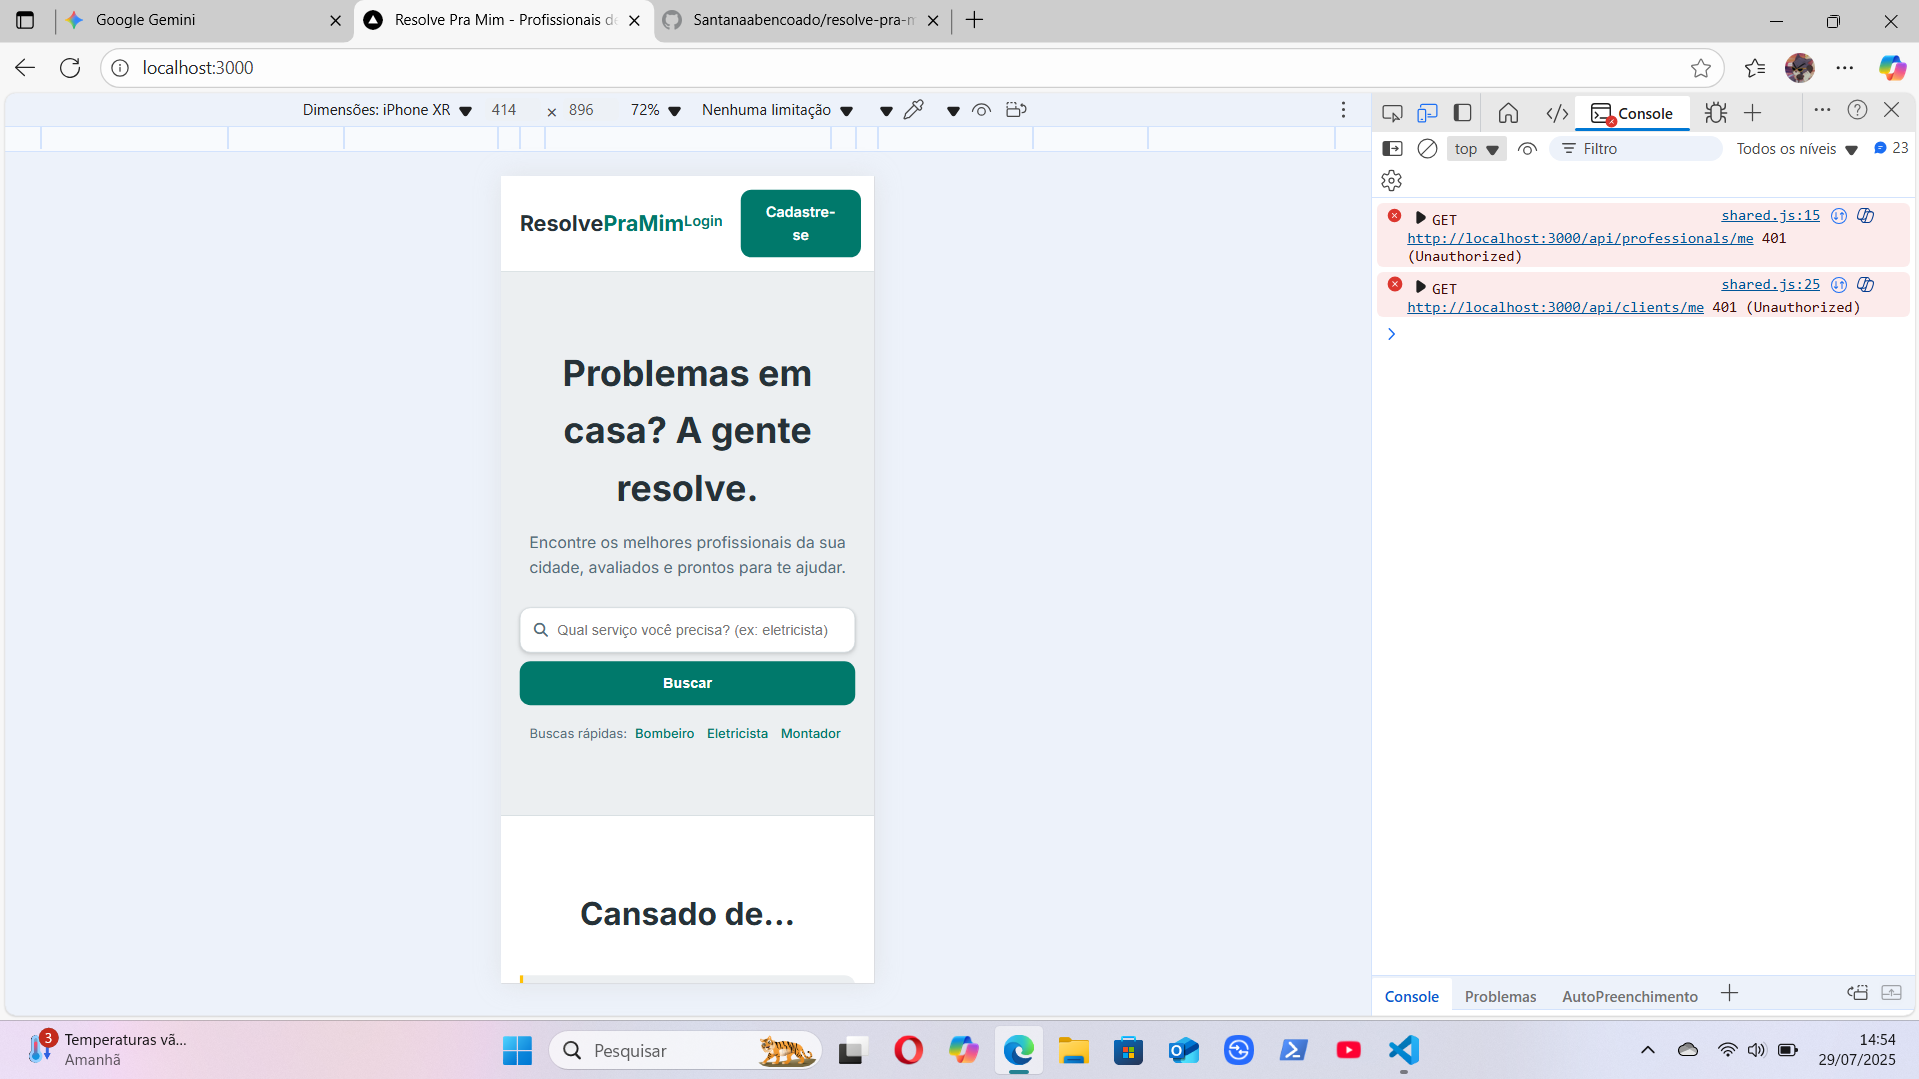 Google Gemini
Resolve Pra Mim - Profissionais de
Santanaabencoado/resolve-pra-m
localhost:3000
Dimensões: iPhone XR
414
×
896
72%
Nenhuma limitação
Console
top
Filtro
Todos os níveis
23
GET
shared.js:15
http://localhost:3000/api/professionals/me 401
(Unauthorized)
GET
shared.js:25
http://localhost:3000/api/clients/me 401 (Unauthorized)
ResolvePraMim
Login
Cadastre-
se
Problemas em
casa? A gente
resolve.
Encontre os melhores profissionais da sua
cidade, avaliados e prontos para te ajudar.
Qual serviço você precisa? (ex: eletricista)
Buscar
Buscas rápidas: Bombeiro Eletricista Montador
Cansado de...
Console
Problemas
AutoPreenchimento
3
Temperaturas vã...
Amanhã
Pesquisar
14:54
29/07/2025